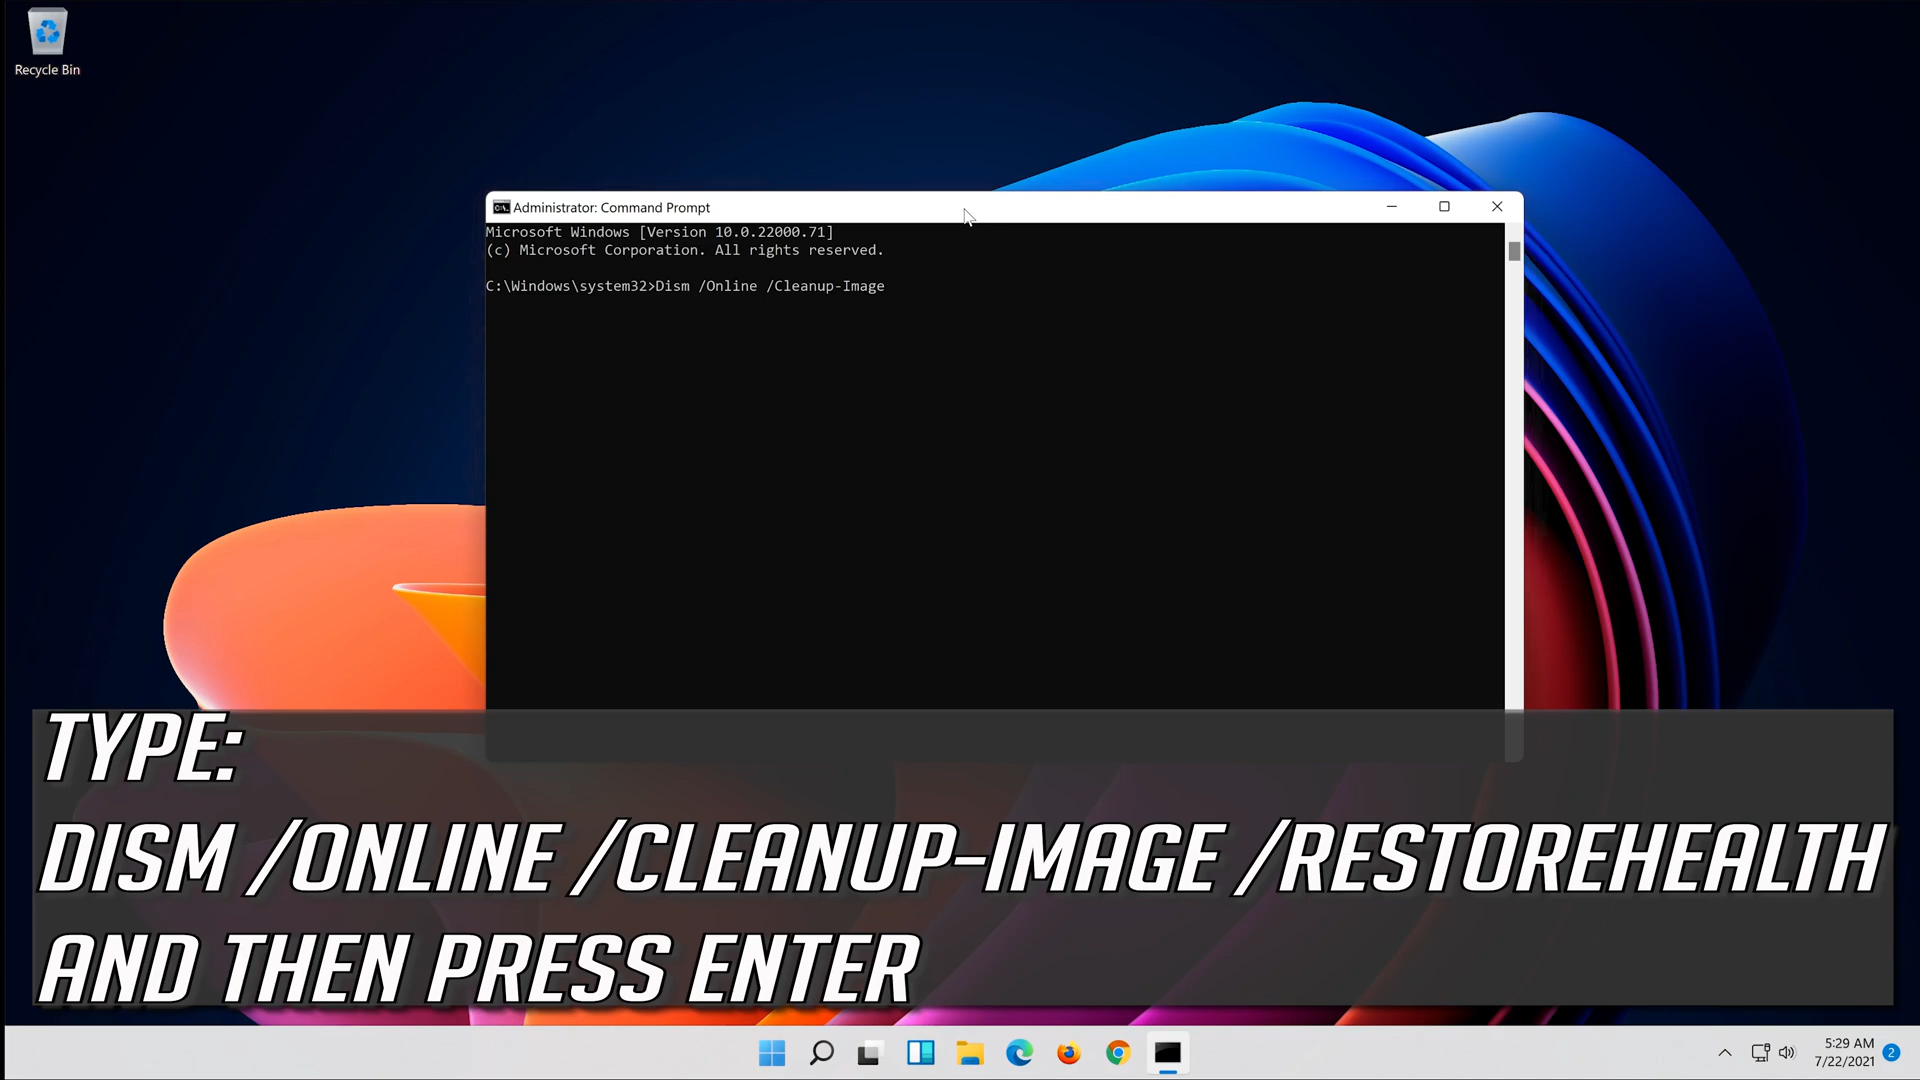 Recycle Bin
Administrator: Command Prompt
Microsoft Windows [Version 10.0.22000.71]
(c) Microsoft Corporation. All rights reserved.
C:\Windows\system32>Dism /Online /Cleanup-Image
TYPE:
DISM /ONLINE /CLEANUP-IMAGE /RESTOREHEALTH
AND THEN PRESS ENTER
5:29 AM
7/22/2021
2